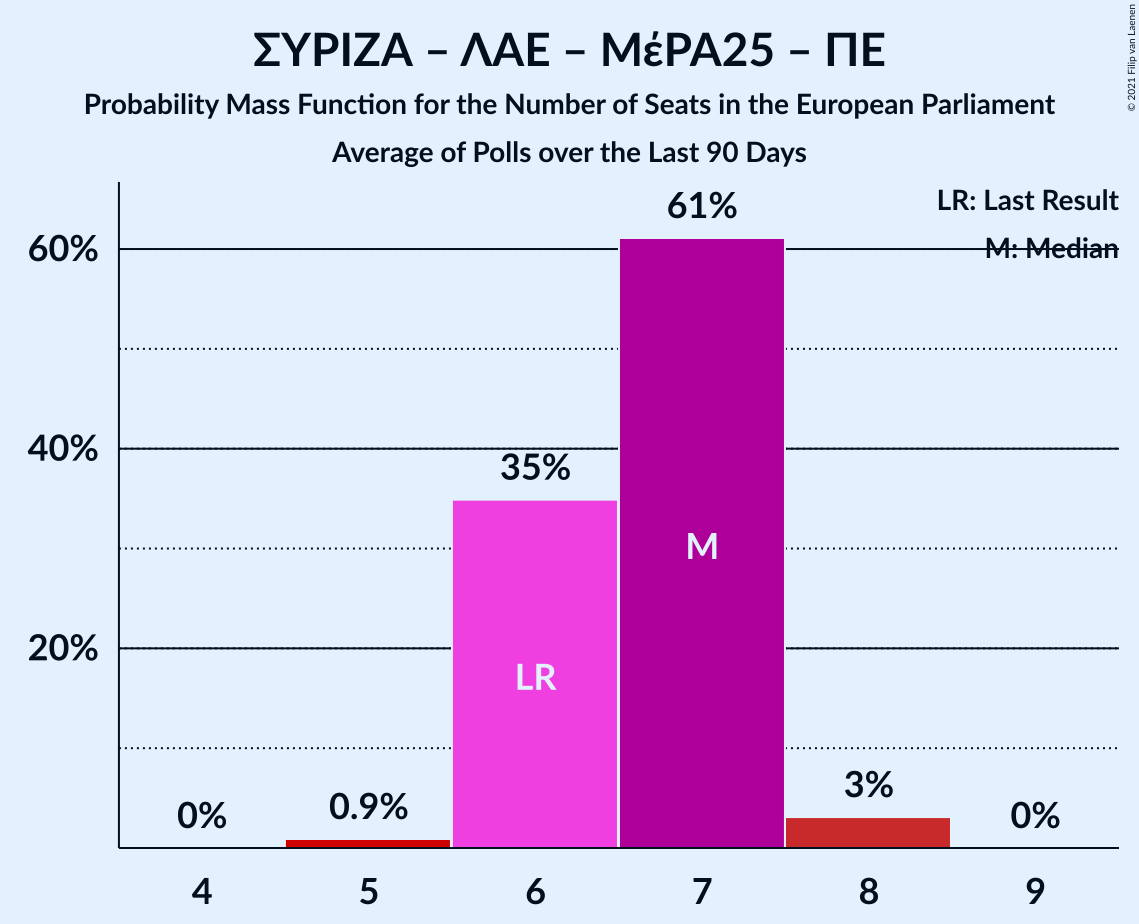 ΣΥΡΙΖΑ – ΛΑΕ – ΜέΡΑ25 – ΠΕ
Probability Mass Function for the Number of Seats in the European Parliament
Average of Polls over the Last 90 Days
© 2021 Filip van Laenen
LR: Last Result
M: Median
60%
40%
20%
0%
0.9%
35%
61%
3%
0%
LR
M
4
5
6
7
8
9